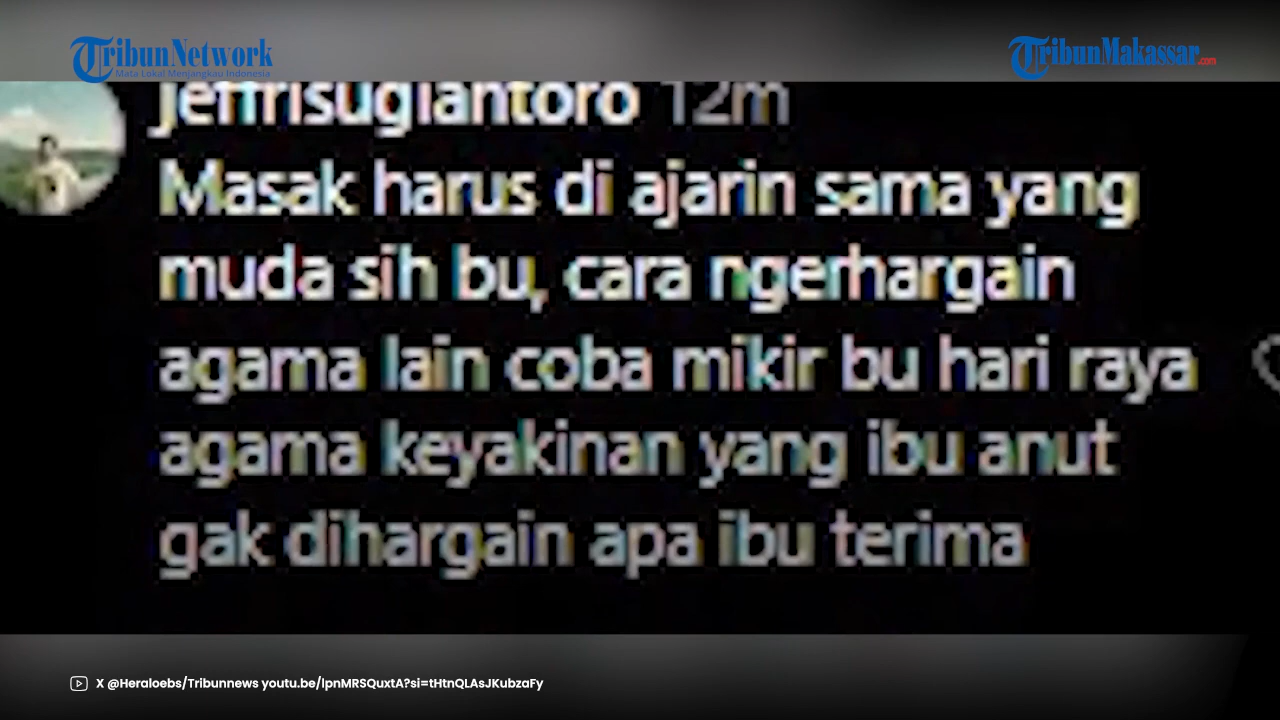 TribunNetwork
Mata Lokal Menjangkau Indonesia
TribunMakassar.com
jeffrisugiantoro 12m
Masak harus di ajarin sama yang
muda sih bu, cara ngerhargain
agama lain coba mikir bu hari raya
agama keyakinan yang ibu anut
gak dihargain apa ibu terima
X @Heraloebs/Tribunnews youtu.be/lpnMRSQuxtA?si=tHtnQLAsJKubzaFy